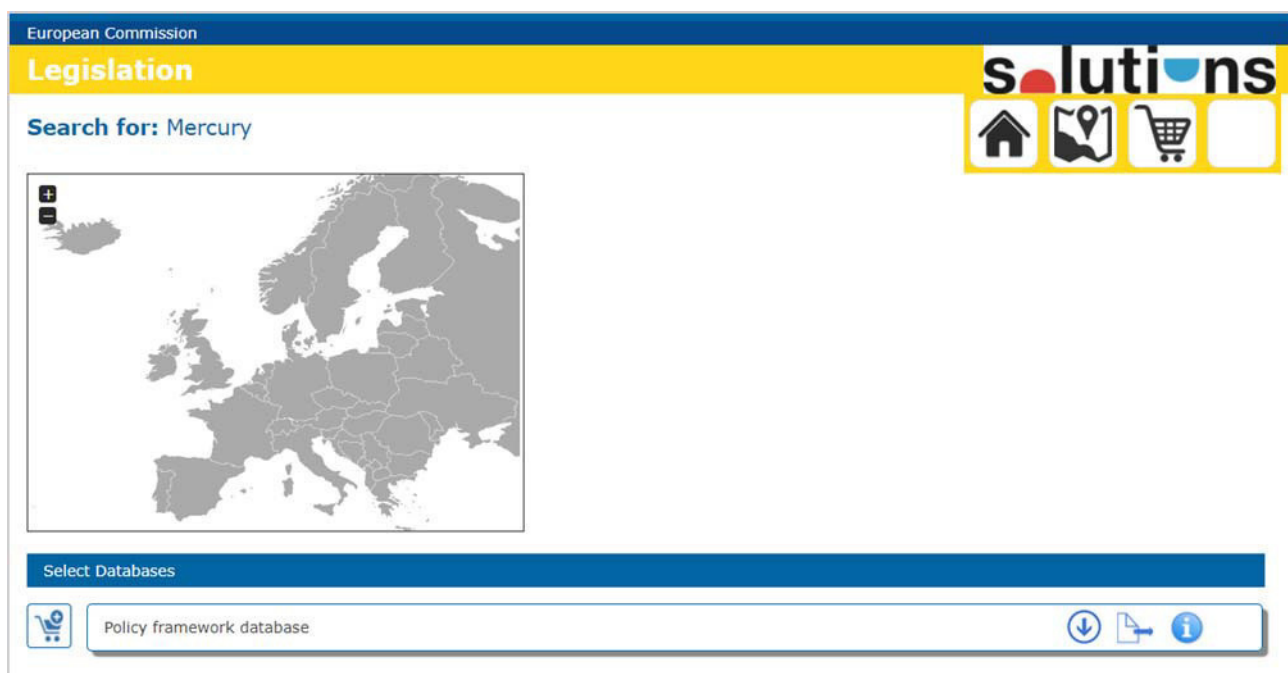 European Commission
Legislation
solutions
Search for: Mercury
+
−
Select Databases
Policy framework database
i